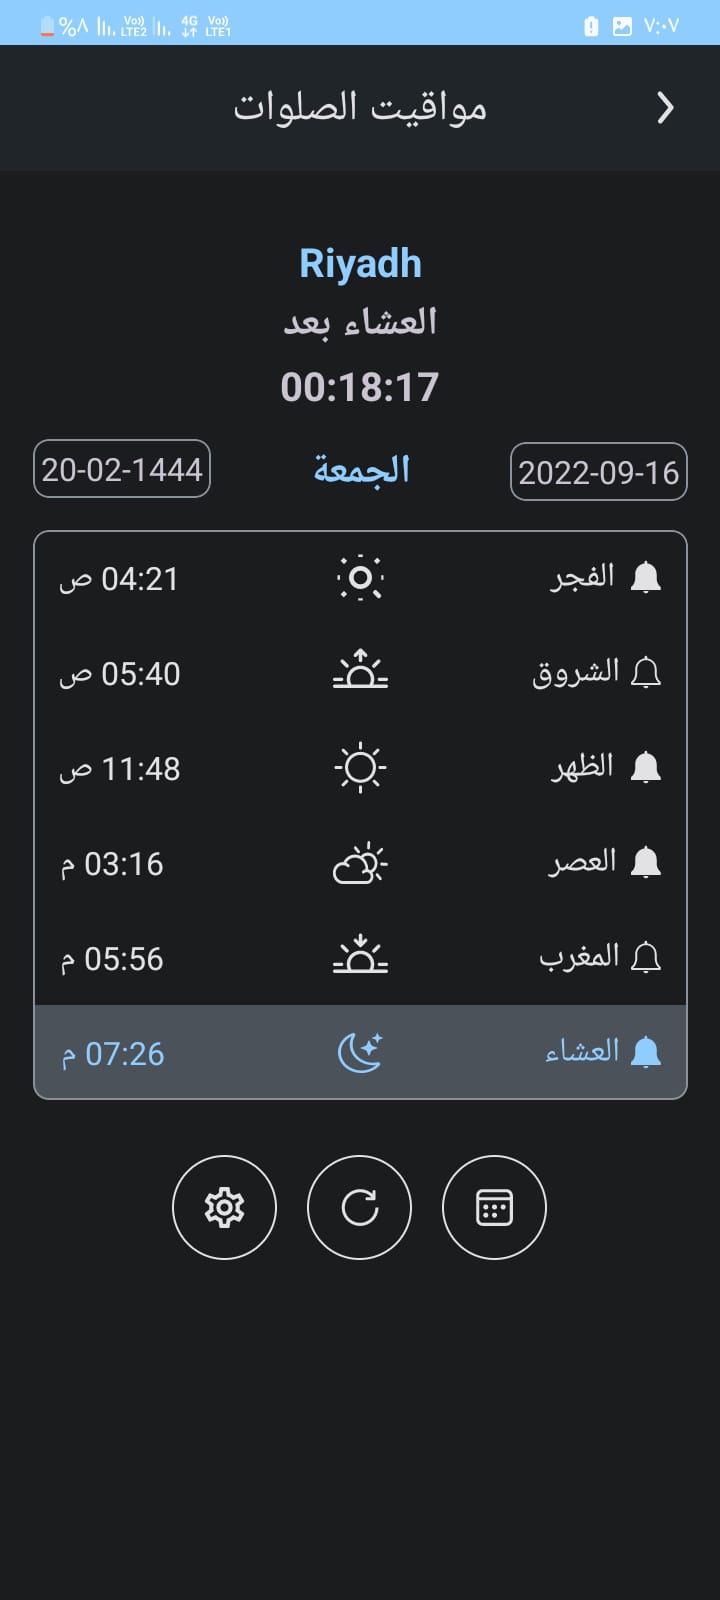 ٧:٠٧ LTE1 Vo)) 4G LTE2 Vo)) %٨
مواقيت الصلوات
Riyadh
العشاء بعد
00:18:17
2022-09-16 الجمعة 20-02-1444
الفجر 04:21 ص
الشروق 05:40 ص
الظهر 11:48 ص
العصر 03:16 م
المغرب 05:56 م
العشاء 07:26 م